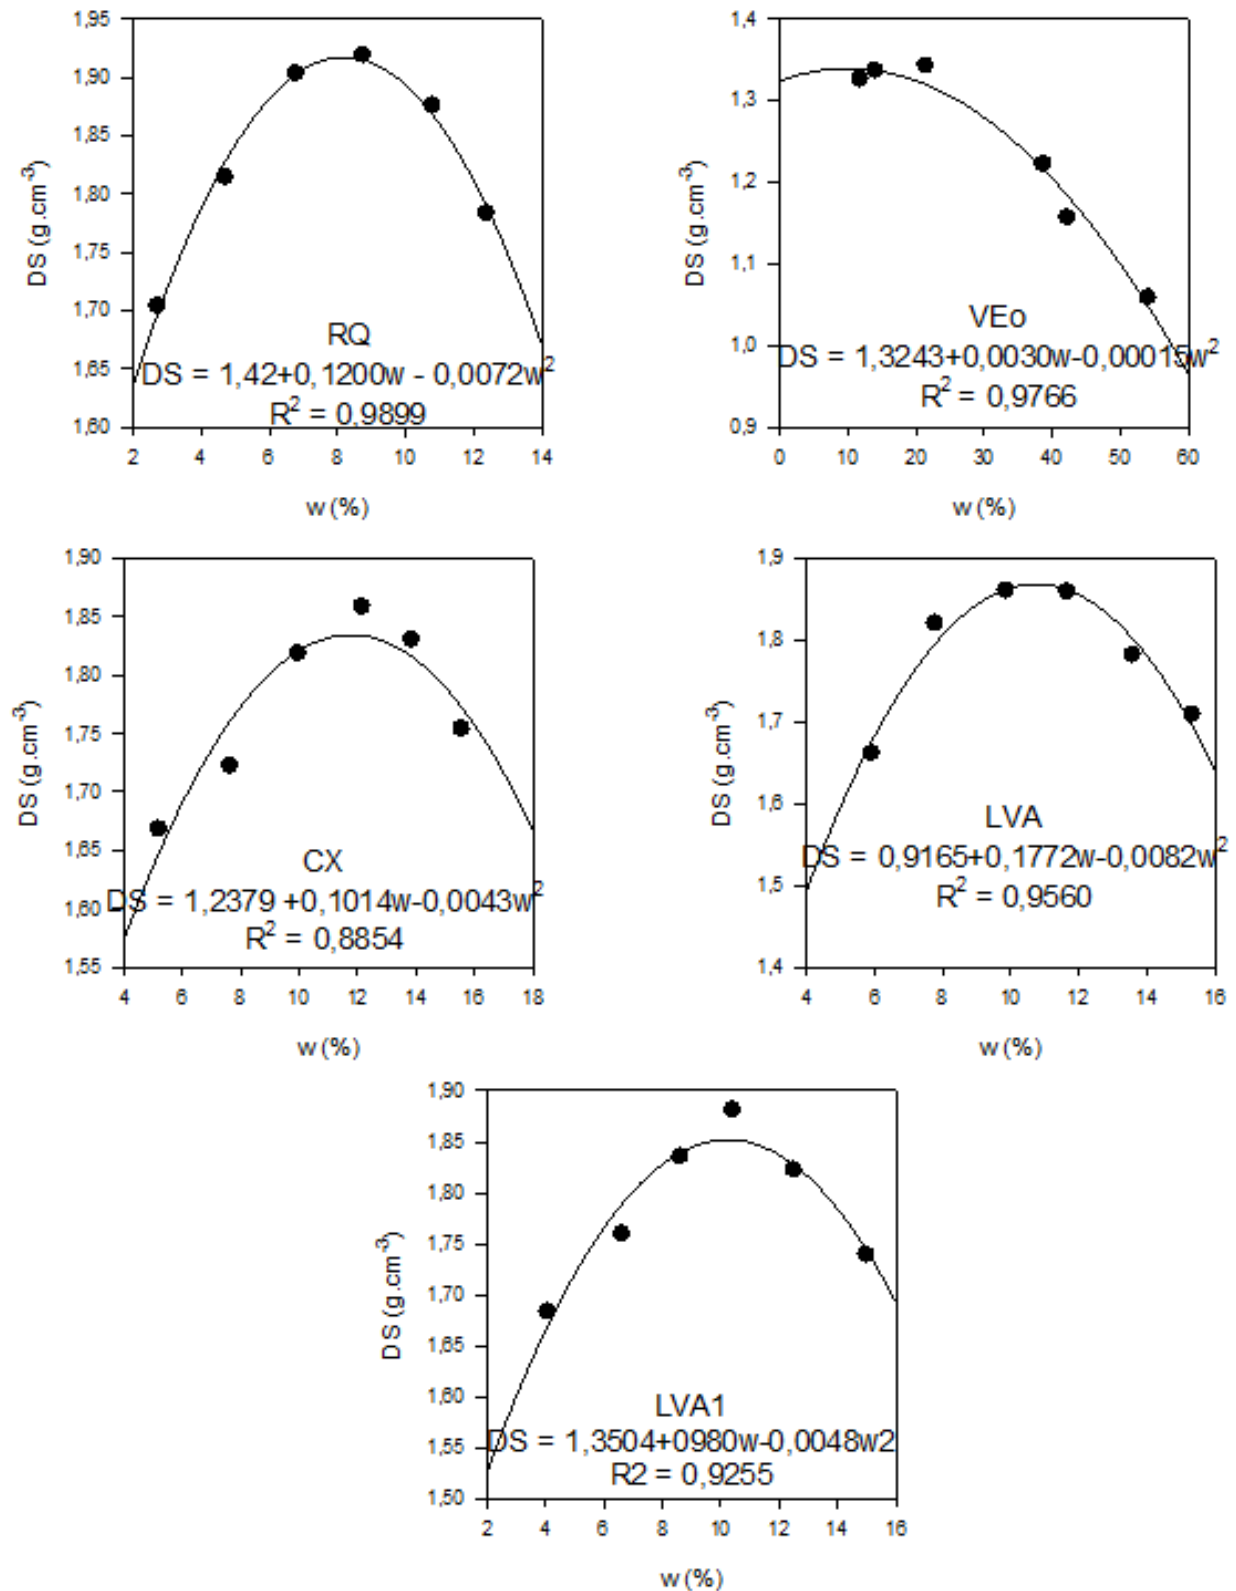 1,95
1,90
1,85
1,80
1,75
1,70
1,65
1,60
DS (g.cm-3)
RQ
DS = 1,42+0,1200w - 0,0072w2
R2 = 0,9899
2 4 6 8 10 12 14
w (%)
1,4
1,3
1,2
1,1
1,0
0,9
DS (g.cm-3)
VEo
DS = 1,3243+0,0030w-0,00015w2
R2 = 0,9766
0 10 20 30 40 50 60
w (%)
1,90
1,85
1,80
1,75
1,70
1,65
1,60
1,55
DS (g.cm-3)
CX
DS = 1,2379 +0,1014w-0,0043w2
R2 = 0,8854
4 6 8 10 12 14 16 18
w (%)
1,9
1,8
1,7
1,6
1,5
1,4
DS (g.cm-3)
LVA
DS = 0,9165+0,1772w-0,0082w2
R2 = 0,9560
4 6 8 10 12 14 16
w (%)
1,90
1,85
1,80
1,75
1,70
1,65
1,60
1,55
1,50
DS (g.cm-3)
LVA1
DS = 1,3504+0980w-0,0048w2
R2 = 0,9255
2 4 6 8 10 12 14 16
w (%)